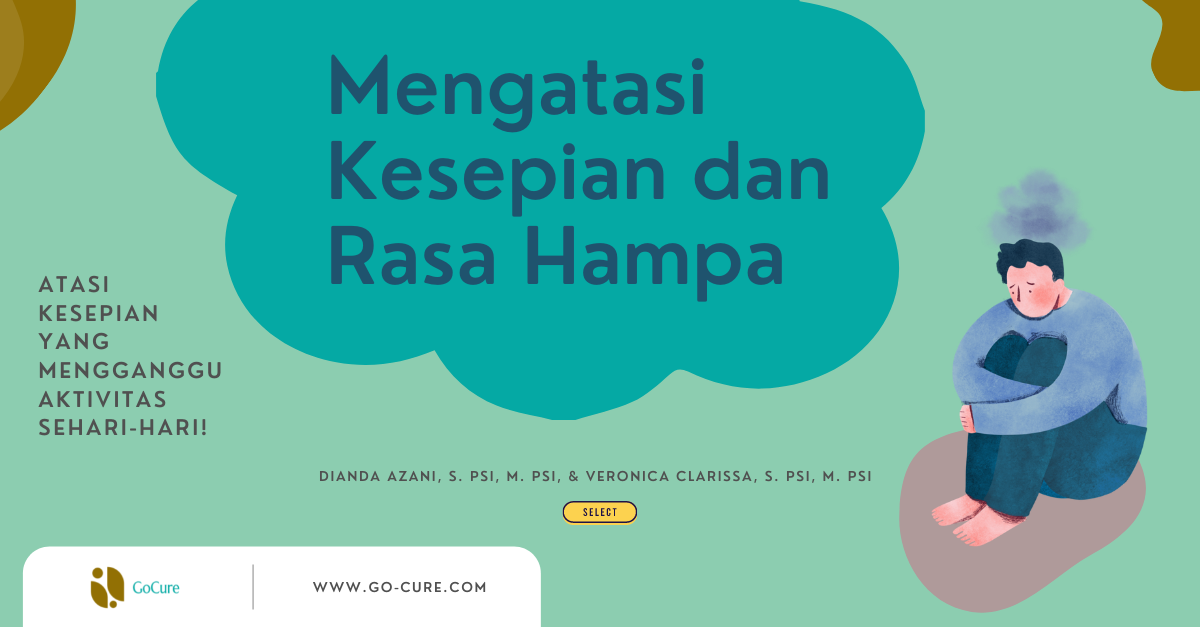 Mengatasi
Kesepian dan
Rasa Hampa
ATASI
KESEPIAN
YANG
MENGGANGGU
AKTIVITAS
SEHARI-HARI!
DIANDA AZANI, S. PSI, M. PSI, & VERONICA CLARISSA, S. PSI, M. PSI
SELECT
GoCure
WWW.GO-CURE.COM